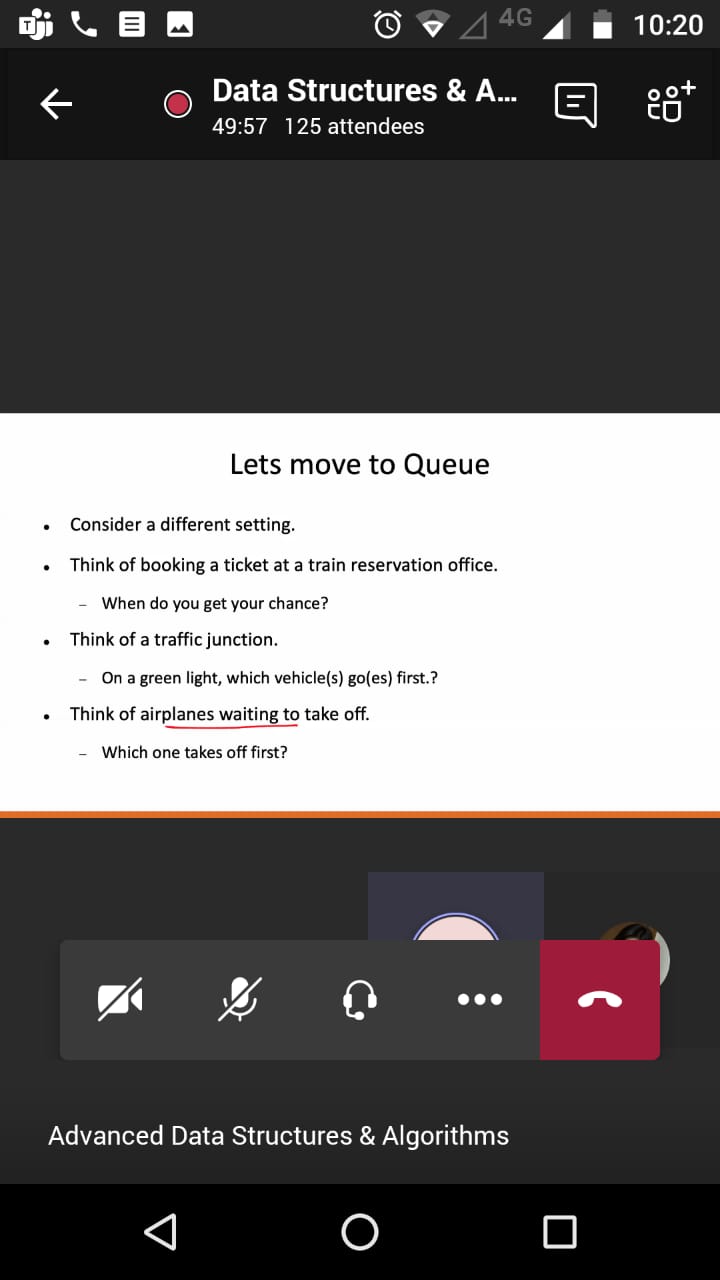 4G 10:20
Data Structures & A...
49:57 125 attendees
Lets move to Queue
• Consider a different setting.
• Think of booking a ticket at a train reservation office.
– When do you get your chance?
• Think of a traffic junction.
– On a green light, which vehicle(s) go(es) first.?
• Think of airplanes waiting to take off.
– Which one takes off first?
Advanced Data Structures & Algorithms